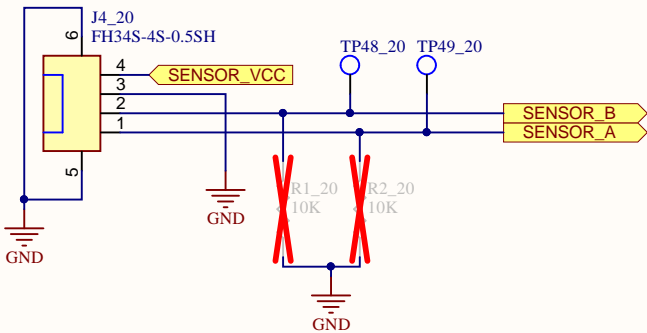 J4_20
FH34S-4S-0.5SH
6
4
3
2
1
5
SENSOR_VCC
TP48_20
TP49_20
SENSOR_B
SENSOR_A
R1_20
10K
R2_20
10K
GND
GND
GND